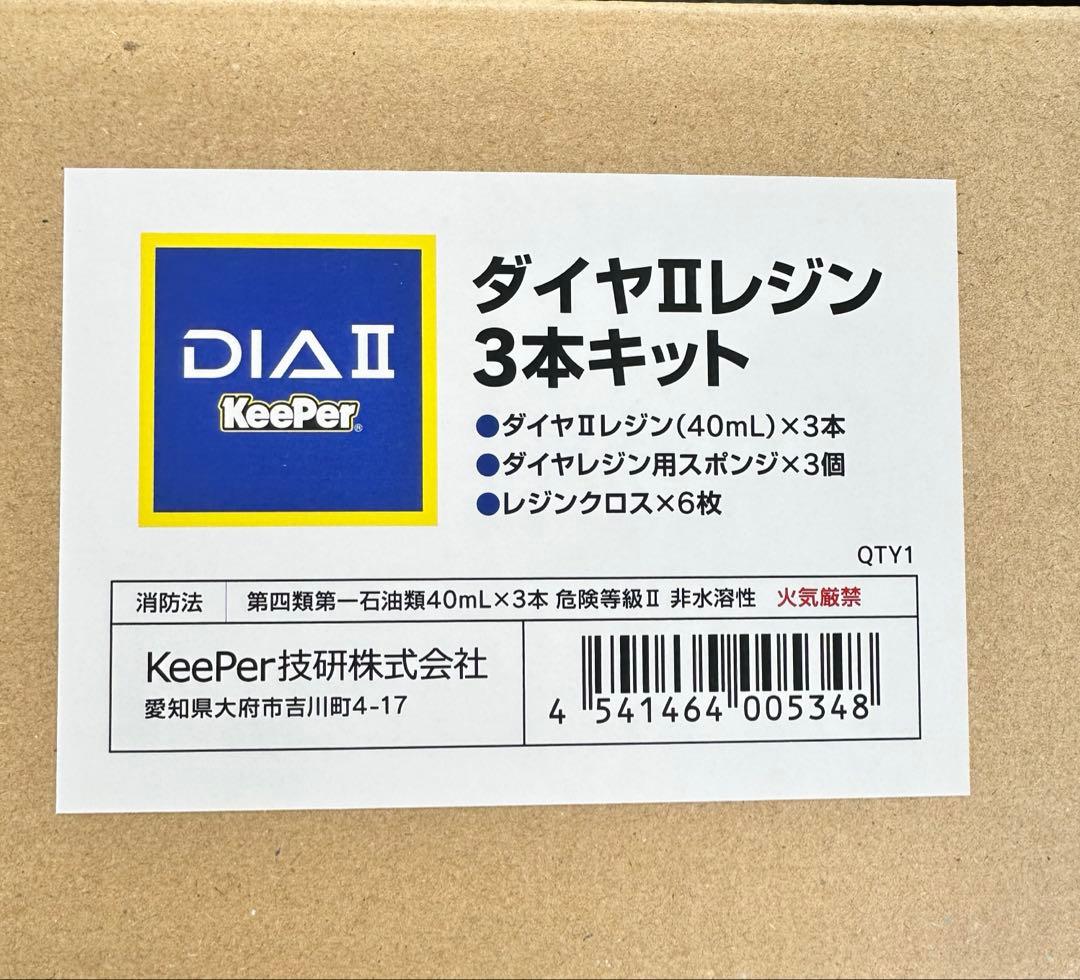 DIA II
KeePer®
ダイヤⅡレジン
3本キット
●ダイヤⅡレジン(40mL)×3本
●ダイヤレジン用スポンジ×3個
●レジンクロス×6枚
QTY1
消防法 第四類第一石油類40mL×3本 危険等級Ⅱ 非水溶性 火気厳禁
KeePer技研株式会社
愛知県大府市吉川町4-17
4 541464 005348